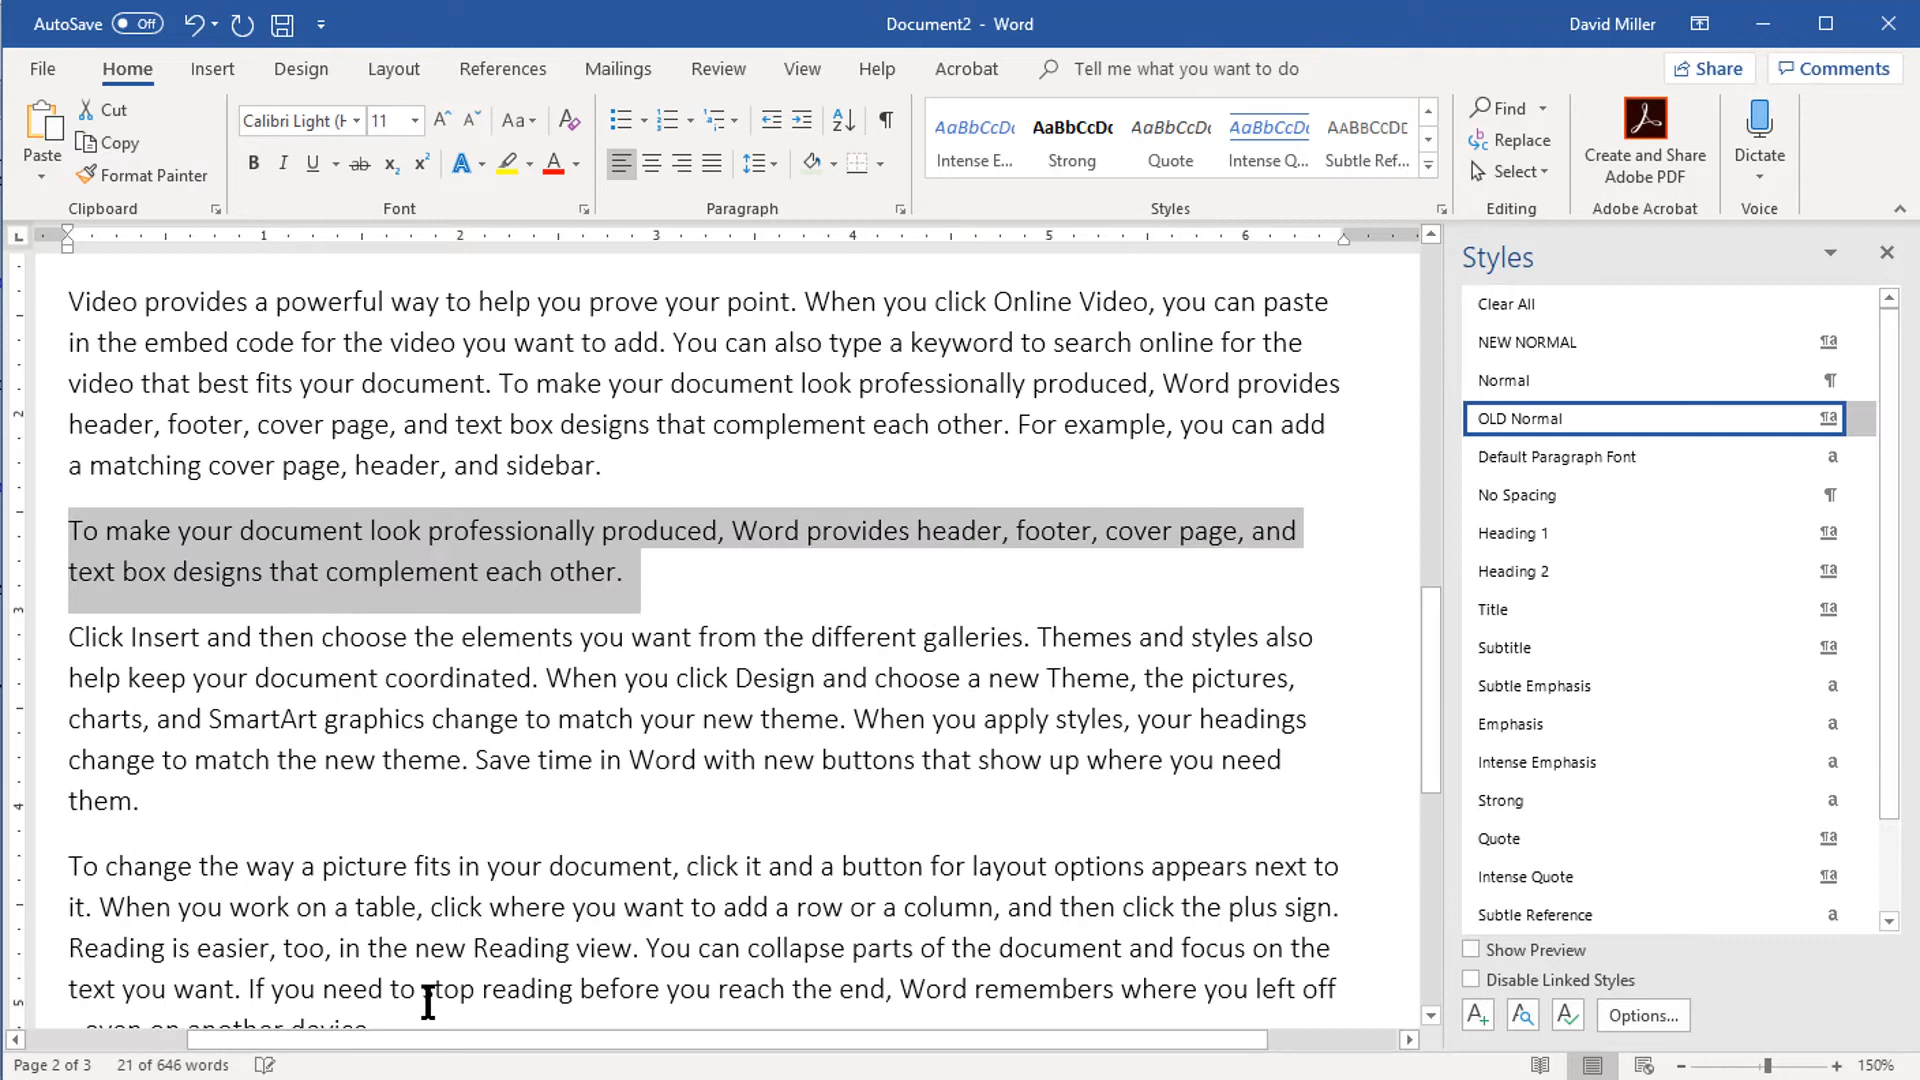 AutoSave Off Document2 - Word David Miller
File Home Insert Design Layout References Mailings Review View Help Acrobat Tell me what you want to do Share Comments
Paste
Cut
Copy
Format Painter
Clipboard
Calibri Light (H 11 Aa
B I U ab x₂ x² A A
Font
Paragraph
AaBbCcDc AaBbCcDc AaBbCcDc AaBbCcDc AABBCCDE
Intense E... Strong Quote Intense Q... Subtle Ref...
Styles
Find
Replace
Select
Editing
Create and Share
Adobe PDF
Adobe Acrobat
Dictate
Voice
L 1 2 3 4 5 6
2
3
4
5
Video provides a powerful way to help you prove your point. When you click Online Video, you can paste
in the embed code for the video you want to add. You can also type a keyword to search online for the
video that best fits your document. To make your document look professionally produced, Word provides
header, footer, cover page, and text box designs that complement each other. For example, you can add
a matching cover page, header, and sidebar.
To make your document look professionally produced, Word provides header, footer, cover page, and
text box designs that complement each other.
Click Insert and then choose the elements you want from the different galleries. Themes and styles also
help keep your document coordinated. When you click Design and choose a new Theme, the pictures,
charts, and SmartArt graphics change to match your new theme. When you apply styles, your headings
change to match the new theme. Save time in Word with new buttons that show up where you need
them.
To change the way a picture fits in your document, click it and a button for layout options appears next to
it. When you work on a table, click where you want to add a row or a column, and then click the plus sign.
Reading is easier, too, in the new Reading view. You can collapse parts of the document and focus on the
text you want. If you need to stop reading before you reach the end, Word remembers where you left off
- even on another device.
Styles
Clear All
NEW NORMAL ¶a
Normal ¶
OLD Normal ¶a
Default Paragraph Font a
No Spacing ¶
Heading 1 ¶a
Heading 2 ¶a
Title ¶a
Subtitle ¶a
Subtle Emphasis a
Emphasis a
Intense Emphasis a
Strong a
Quote ¶a
Intense Quote ¶a
Subtle Reference a
Show Preview
Disable Linked Styles
Options...
Page 2 of 3 21 of 646 words 150%